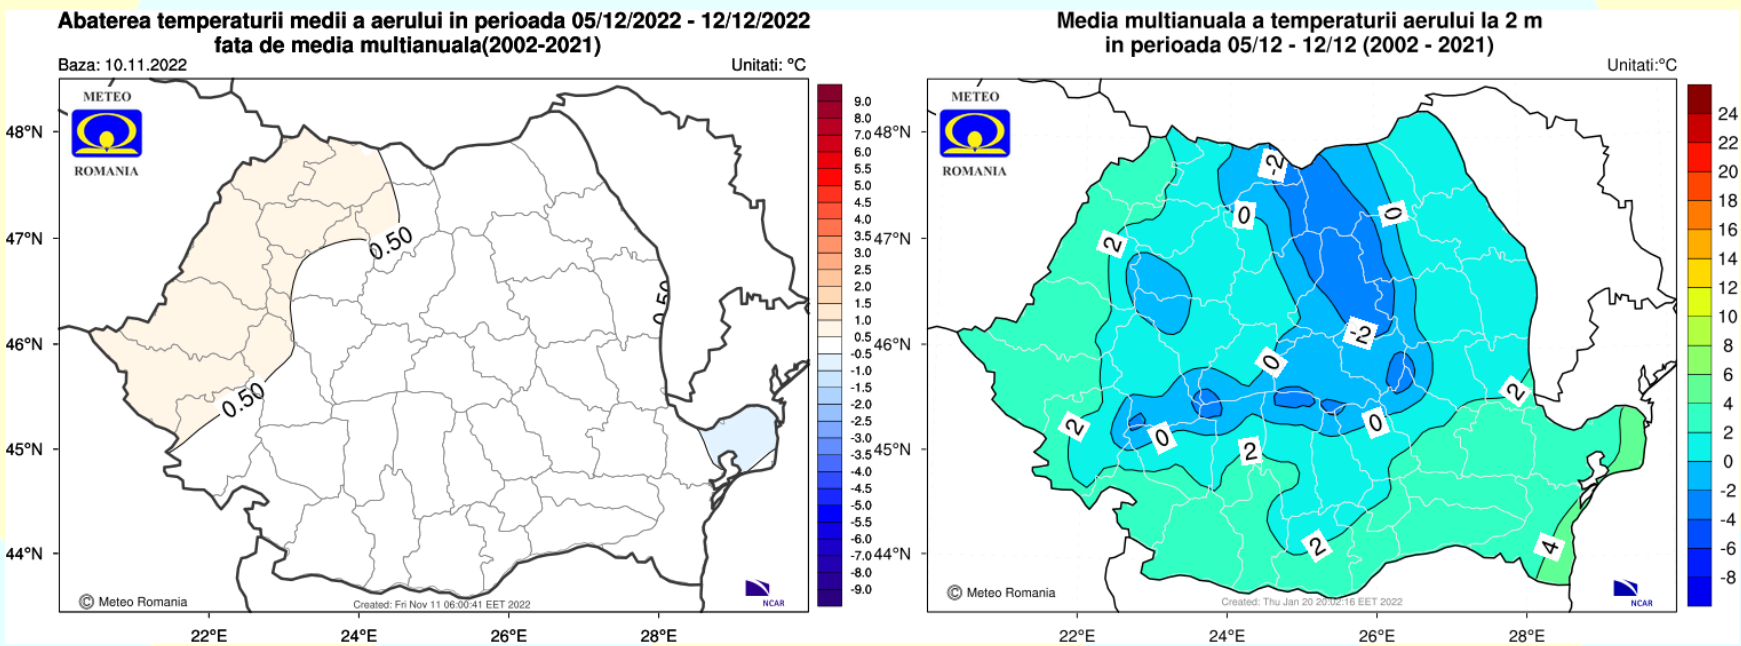 Abaterea temperaturii medii a aerului in perioada 05/12/2022 - 12/12/2022
fata de media multianuala(2002-2021)
Baza: 10.11.2022
Unitati: °C
METEO
ROMANIA
48°N
47°N
46°N
45°N
44°N
0.50
0.50
0.50
9.0
8.0
7.0
6.0
5.5
5.0
4.5
4.0
3.5
3.0
2.5
2.0
1.5
1.0
0.5
-0.5
-1.0
-1.5
-2.0
-2.5
-3.0
-3.5
-4.0
-4.5
-5.0
-5.5
-6.0
-7.0
-8.0
-9.0
© Meteo Romania
Created: Fri Nov 11 06:00:41 EET 2022
NCAR
22°E
24°E
26°E
28°E
Media multianuala a temperaturii aerului la 2 m
in perioada 05/12 - 12/12 (2002 - 2021)
Unitati:°C
METEO
ROMANIA
48°N
47°N
46°N
45°N
44°N
-2
0
0
2
-2
0
2
2
0
0
2
2
4
24
22
20
18
16
14
12
10
8
6
4
2
0
-2
-4
-6
-8
© Meteo Romania
Created: Thu Jan 20 20:02:16 EET 2022
NCAR
22°E
24°E
26°E
28°E